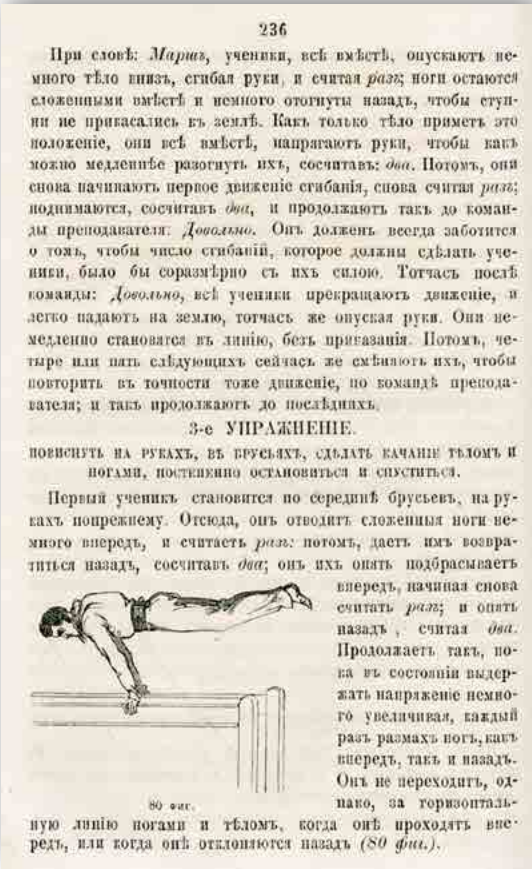 236
При словѣ: Маршъ, ученики, всѣ вмѣстѣ, опускаютъ не-
много тѣло внизъ, сгибая руки, и считая разъ; ноги остаются
сложенными вмѣстѣ и немного отогнуты назадъ, чтобы ступ-
ни не прикасались къ землѣ. Какъ только тѣло приметъ это
положеніе, они всѣ вмѣстѣ, напрягаютъ руки, чтобы какъ
можно медленнѣе разогнуть ихъ, сосчитавъ: два. Потомъ, они
снова начинаютъ первое движеніе сгибанія, снова считая разъ;
поднимаются, сосчитавъ два, и продолжаютъ такъ до коман-
ды преподавателя: Довольно. Онъ долженъ всегда заботится
о томъ, чтобы число сгибаній, которое должны сдѣлать уче-
ники, было бы соразмѣрно съ ихъ силою. Тотчасъ послѣ
команды: Довольно, всѣ ученики прекращаютъ движеніе, и
легко падаютъ на землю, тотчасъ же опуская руки. Они не-
медленно становятся въ линію, безъ приказанія. Потомъ, че-
тыре или пять слѣдующихъ сейчасъ же смѣняютъ ихъ, чтобы
повторить въ точности тоже движеніе, по командѣ препода-
вателя; и такъ продолжаютъ до послѣднихъ.
3-е УПРАЖНЕНІЕ.
ПОВИСНУТЬ НА РУКАХЪ, ВЪ БРУСЬЯХЪ, СДѢЛАТЬ КАЧАНІЕ ТѢЛОМЪ И
НОГАМИ, ПОСТЕПЕННО ОСТАНОВИТЬСЯ И СПУСТИТЬСЯ.
Первый ученикъ становится по срединѣ брусьевъ, на ру-
кахъ попрежнему. Отсюда, онъ отводитъ сложенныя ноги не-
много впередъ, и считаетъ разъ: потомъ, даетъ имъ возвра-
титься назадъ, сосчитавъ два; онъ ихъ опять подбрасываетъ
впередъ, начиная снова
считать разъ; и опять
назадъ, считая два.
Продолжаетъ такъ, по-
ка въ состояніи выдер-
жать напряженіе немно-
го увеличивая, каждый
разъ размахъ ногъ, какъ
впередъ, такъ и назадъ.
Онъ не переходитъ, од-
нако, за горизонталь-
80 фиг.
ную линію ногами и тѣломъ, когда онѣ проходятъ впе-
редъ, или когда онѣ отклоняются назадъ (80 фиг.).